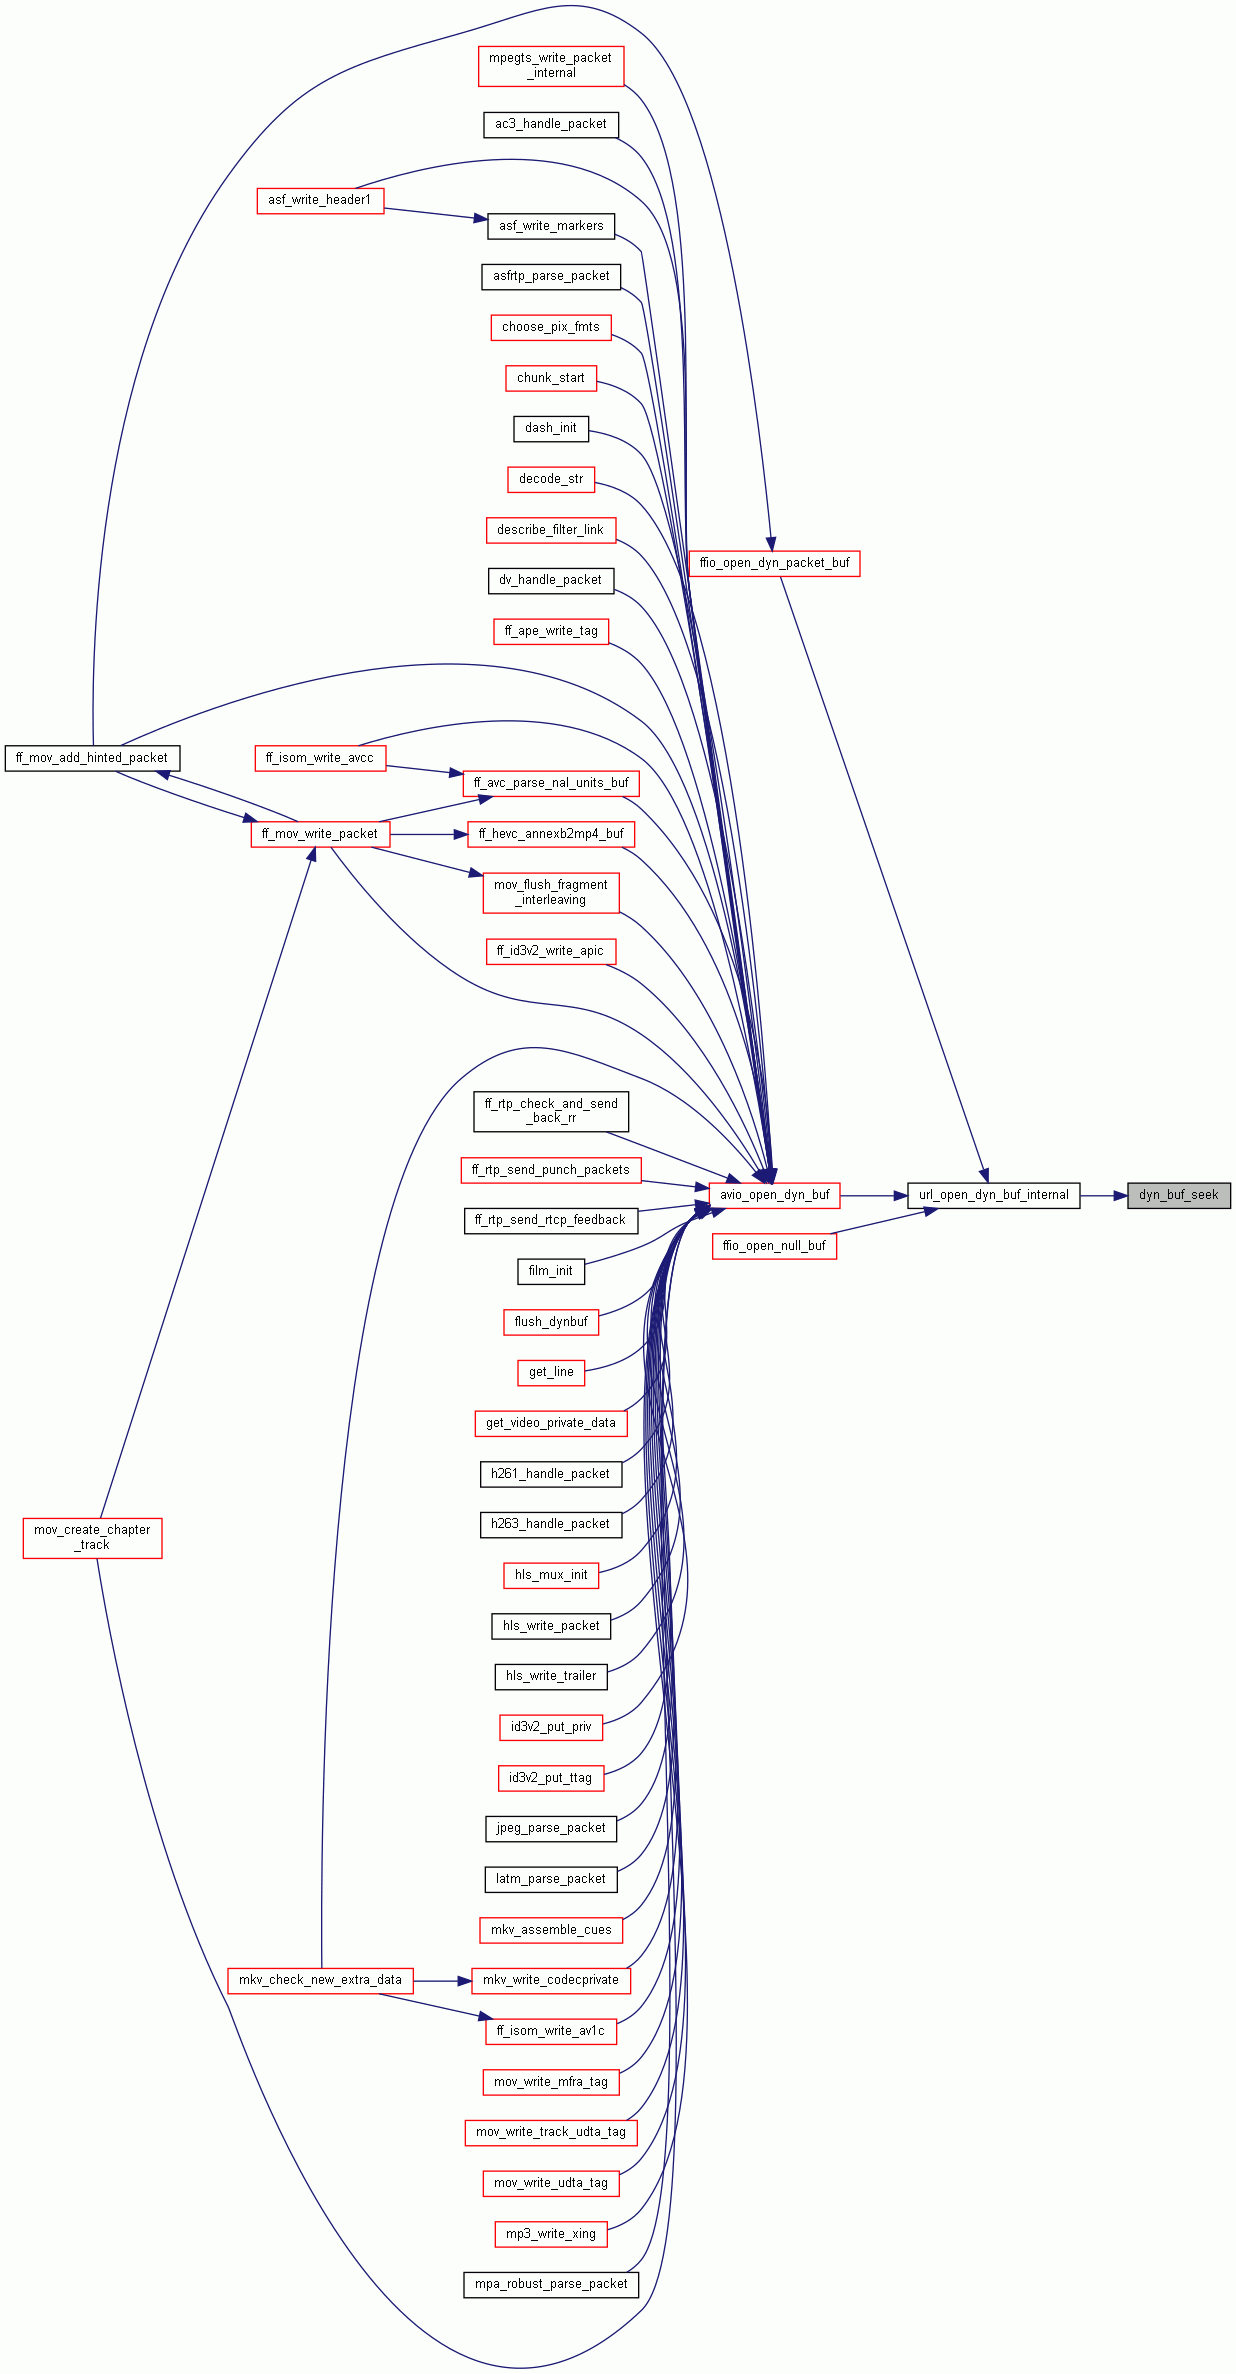 mpegts_write_packet
_internal
ac3_handle_packet
asf_write_header1
asf_write_markers
asfrtp_parse_packet
choose_pix_fmts
chunk_start
dash_init
decode_str
describe_filter_link
ffio_open_dyn_packet_buf
dv_handle_packet
ff_ape_write_tag
ff_mov_add_hinted_packet
ff_isom_write_avcc
ff_avc_parse_nal_units_buf
ff_mov_write_packet
ff_hevc_annexb2mp4_buf
mov_flush_fragment
_interleaving
ff_id3v2_write_apic
ff_rtp_check_and_send
_back_rr
ff_rtp_send_punch_packets
avio_open_dyn_buf
url_open_dyn_buf_internal
dyn_buf_seek
ff_rtp_send_rtcp_feedback
ffio_open_null_buf
film_init
flush_dynbuf
get_line
get_video_private_data
h261_handle_packet
h263_handle_packet
mov_create_chapter
_track
hls_mux_init
hls_write_packet
hls_write_trailer
id3v2_put_priv
id3v2_put_ttag
jpeg_parse_packet
latm_parse_packet
mkv_assemble_cues
mkv_check_new_extra_data
mkv_write_codecprivate
ff_isom_write_av1c
mov_write_mfra_tag
mov_write_track_udta_tag
mov_write_udta_tag
mp3_write_xing
mpa_robust_parse_packet